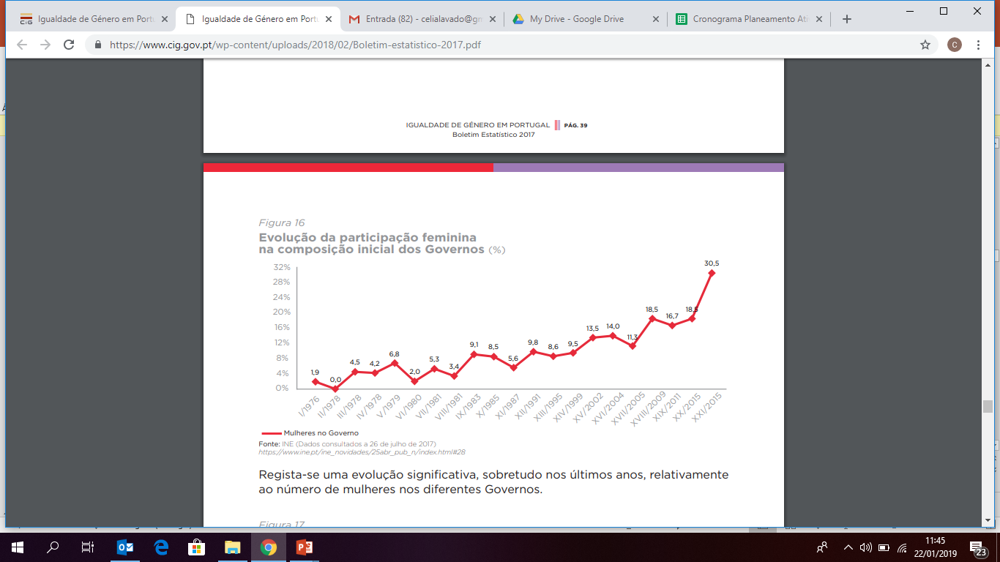 Igualdade de Género em Port
Igualdade de Género em Portu
Entrada (82) - celialavado@gm
My Drive - Google Drive
Cronograma Planeamento Ati
https://www.cig.gov.pt/wp-content/uploads/2018/02/Boletim-estatistico-2017.pdf
C
IGUALDADE DE GÉNERO EM PORTUGAL PÁG. 39
Boletim Estatístico 2017
Figura 16
Evolução da participação feminina
na composição inicial dos Governos (%)
32%
28%
24%
20%
16%
12%
8%
4%
0%
1,9
0,0
4,5
4,2
6,8
2,0
5,3
3,4
9,1
8,5
5,6
9,8
8,6
9,5
13,5
14,0
11,3
18,5
16,7
18,5
30,5
I/1976
II/1978
III/1978
IV/1978
V/1979
VI/1980
VII/1981
VIII/1981
IX/1983
X/1985
XI/1987
XII/1991
XIII/1995
XIV/1999
XV/2002
XVI/2004
XVII/2005
XVIII/2009
XIX/2011
XX/2015
XXI/2015
Mulheres no Governo
Fonte: INE (Dados consultados a 26 de julho de 2017)
https://www.ine.pt/ine_novidades/25abr_pub_n/index.html#28
Regista-se uma evolução significativa, sobretudo nos últimos anos, relativamente
ao número de mulheres nos diferentes Governos.
Figura 17
11:45
22/01/2019
23